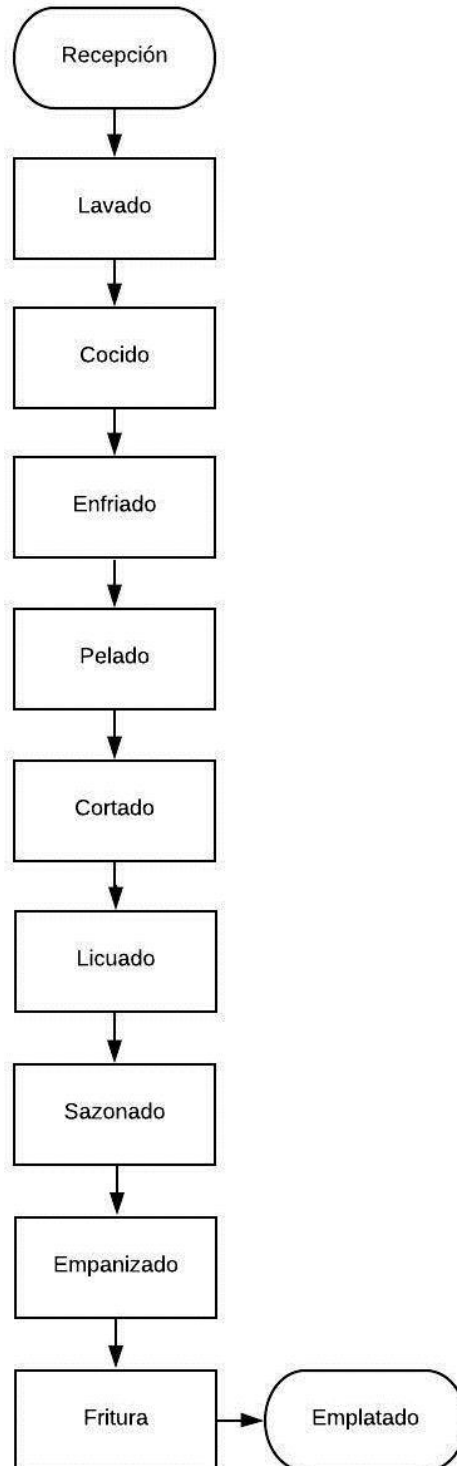 Recepción
Lavado
Cocido
Enfriado
Pelado
Cortado
Licuado
Sazonado
Empanizado
Fritura
Emplatado